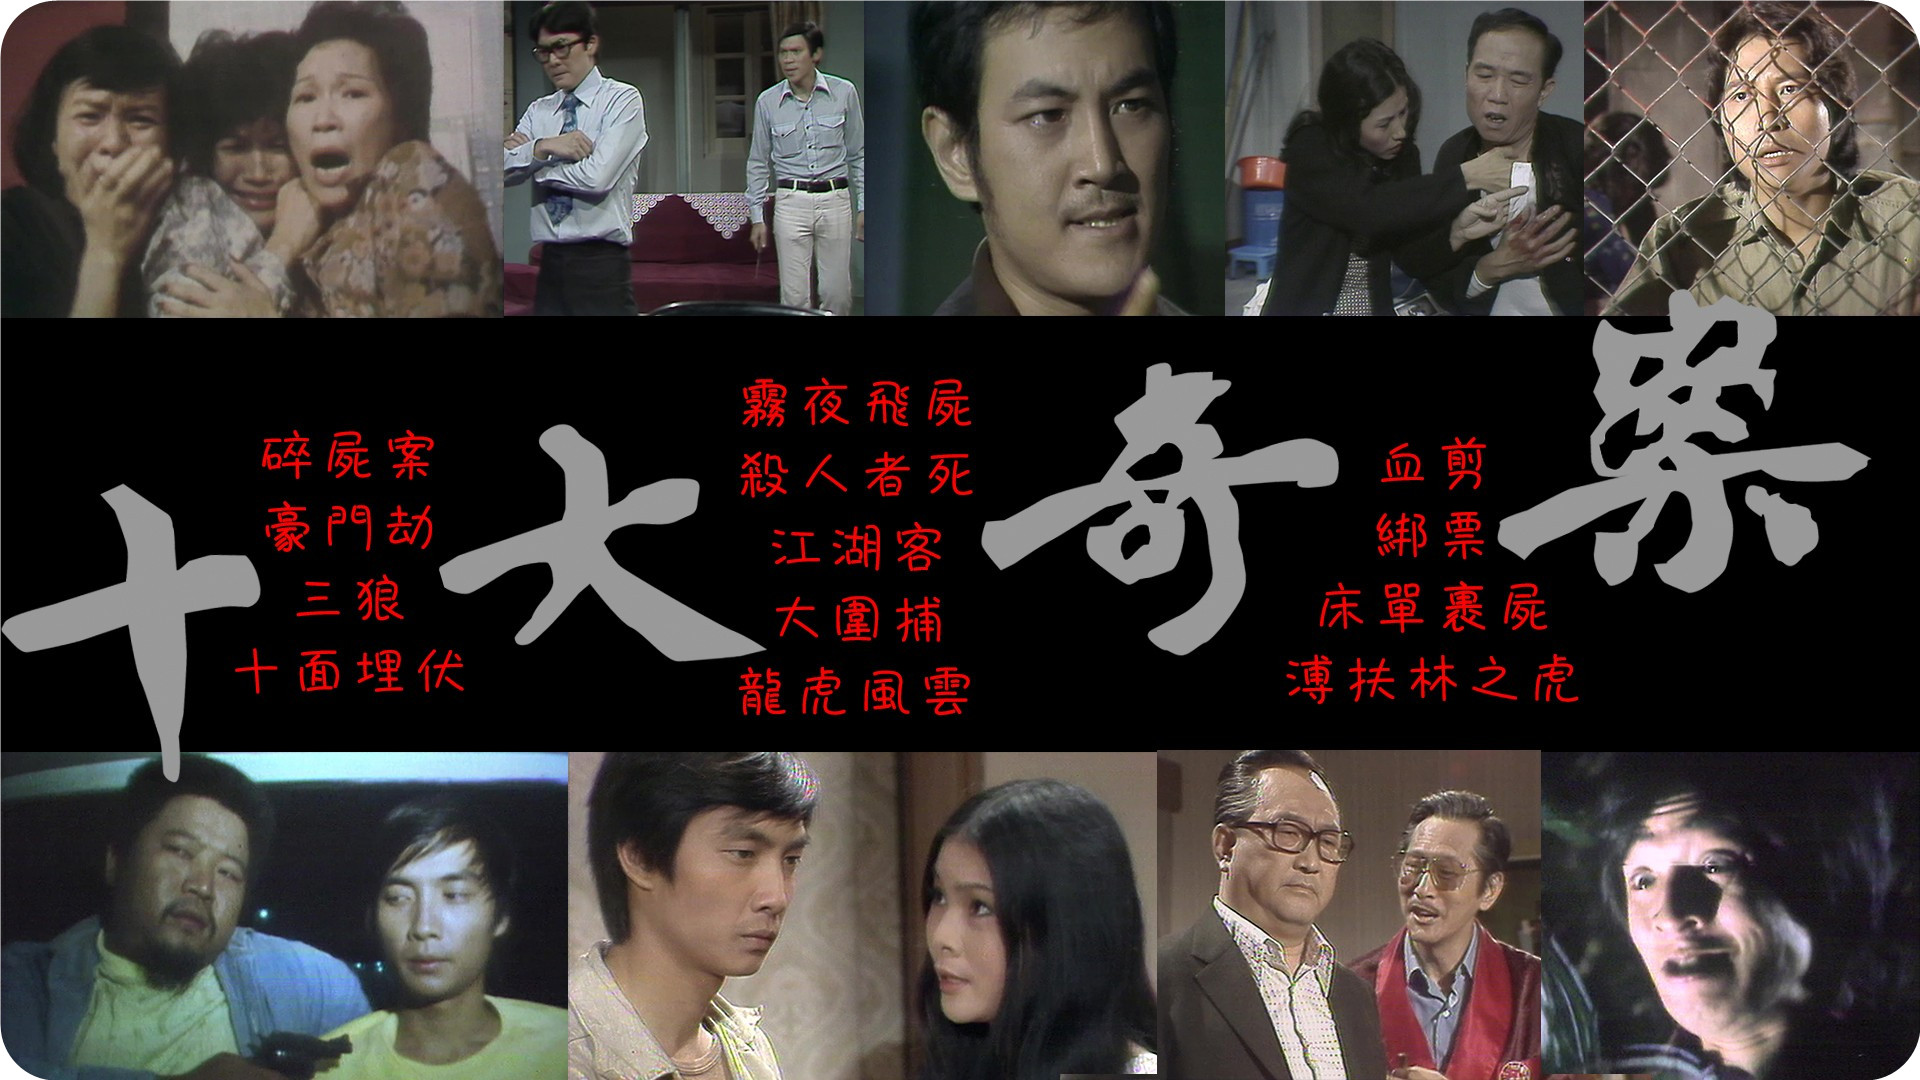 十大奇案
碎屍案
豪門劫
三狼
十面埋伏
霧夜飛屍
殺人者死
江湖客
大圍捕
龍虎風雲
血剪
綁票
床單裹屍
溥扶林之虎